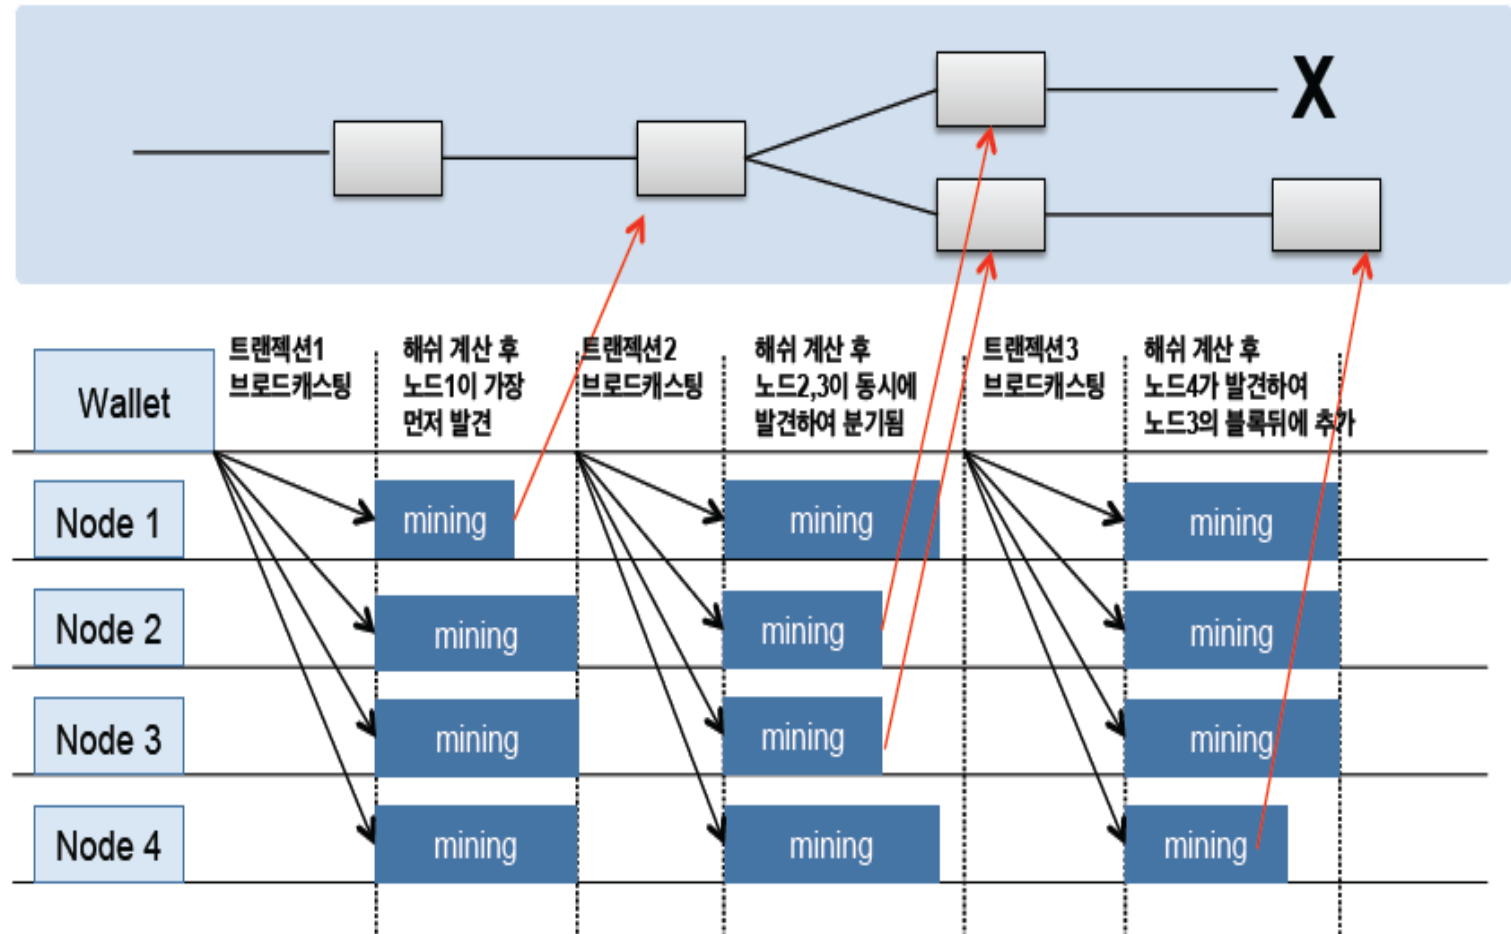 X
트랜젝션1
브로드캐스팅
해쉬 계산 후
노드1이 가장
먼저 발견
트랜젝션2
브로드캐스팅
해쉬 계산 후
노드2,3이 동시에
발견하여 분기됨
트랜젝션3
브로드캐스팅
해쉬 계산 후
노드4가 발견하여
노드3의 블록뒤에 추가
Wallet
Node 1
mining
mining
mining
Node 2
mining
mining
mining
Node 3
mining
mining
mining
Node 4
mining
mining
mining